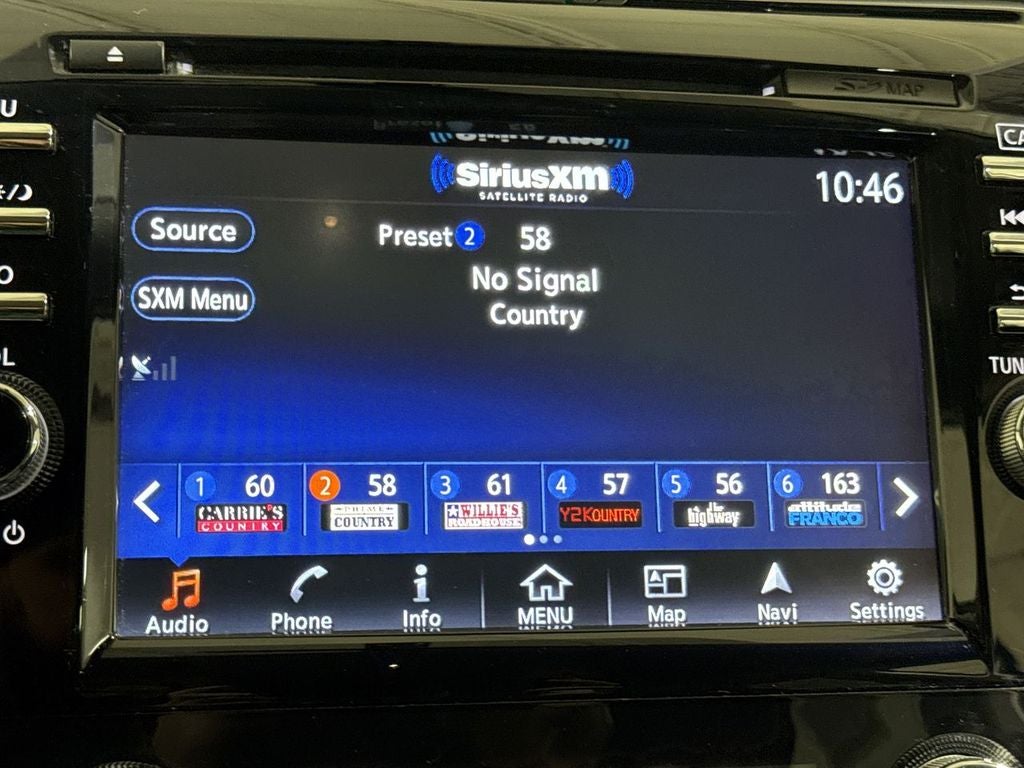 MAP
U
CA
SiriusXM
SATELLITE RADIO
10:46
Source
Preset 2 58
No Signal
SXM Menu
Country
O
L
TUN
1 60
2 58
3 61
4 57
5 56
6 163
CARRIE'S
COUNTRY
PRIME
COUNTRY
WILLIE'S
ROADHOUSE
Y2KOUNTRY
the
highway
attitude
FRANCO
Audio
Phone
Info
MENU
Map
Navi
Settings